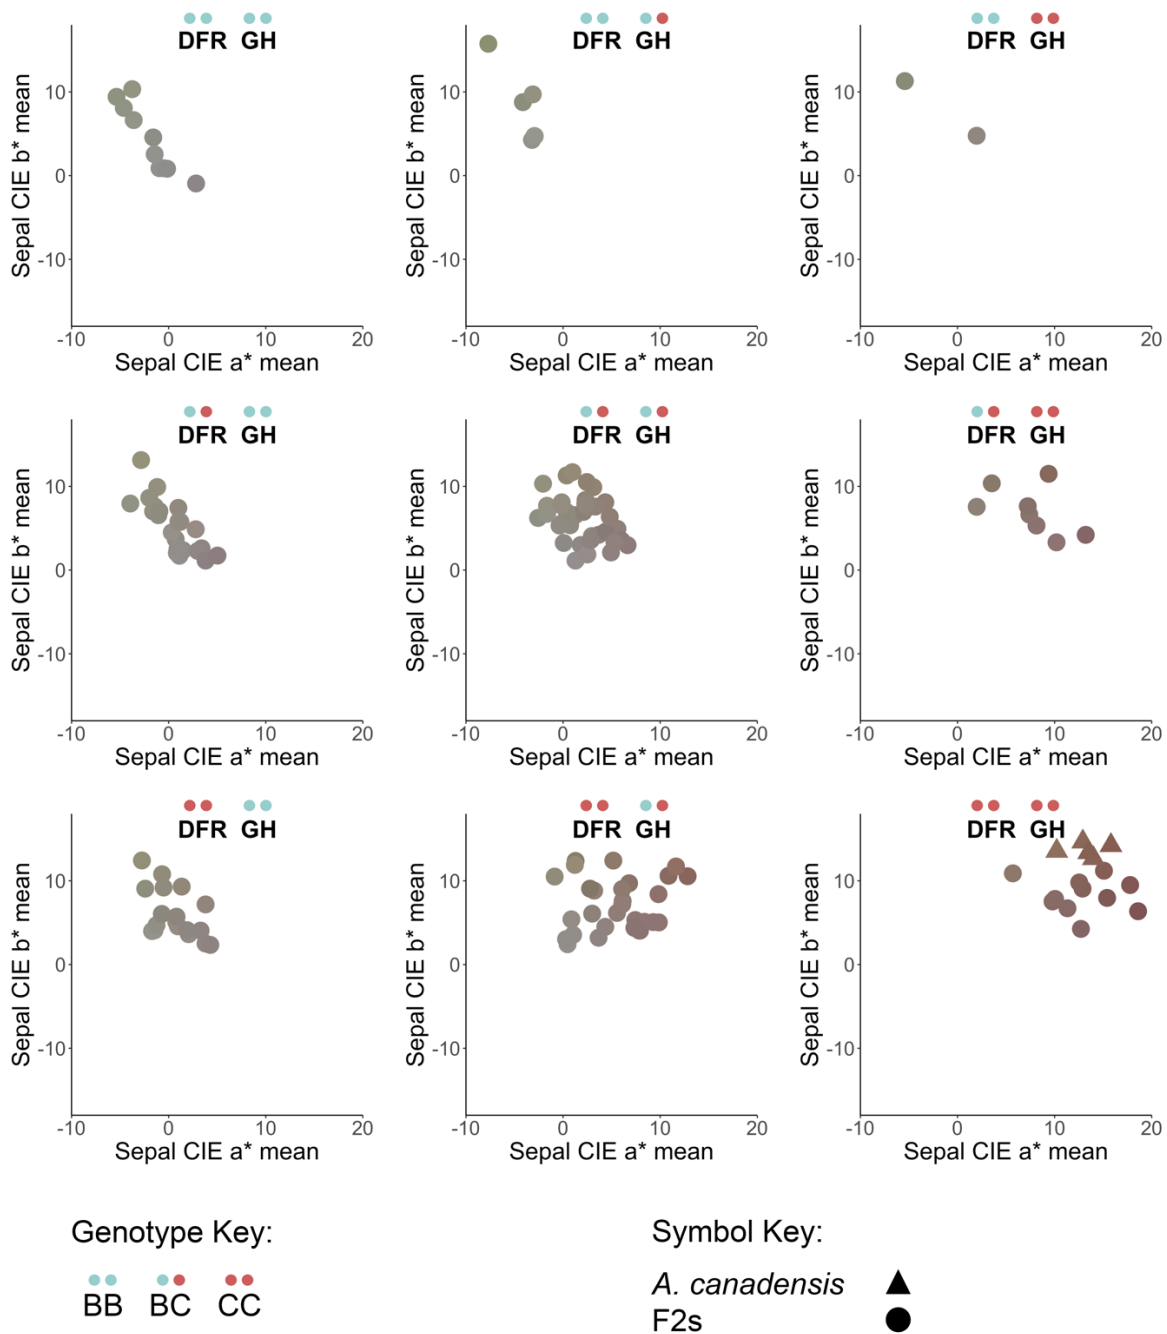 DFR GH
DFR GH
DFR GH
10
0
-10
Sepal CIE b* mean
-10 0 10 20
Sepal CIE a* mean
10
0
-10
Sepal CIE b* mean
-10 0 10 20
Sepal CIE a* mean
10
0
-10
Sepal CIE b* mean
-10 0 10 20
Sepal CIE a* mean
DFR GH
DFR GH
DFR GH
10
0
-10
Sepal CIE b* mean
-10 0 10 20
Sepal CIE a* mean
10
0
-10
Sepal CIE b* mean
-10 0 10 20
Sepal CIE a* mean
10
0
-10
Sepal CIE b* mean
-10 0 10 20
Sepal CIE a* mean
DFR GH
DFR GH
DFR GH
10
0
-10
Sepal CIE b* mean
-10 0 10 20
Sepal CIE a* mean
10
0
-10
Sepal CIE b* mean
-10 0 10 20
Sepal CIE a* mean
10
0
-10
Sepal CIE b* mean
-10 0 10 20
Sepal CIE a* mean
Genotype Key:
BB BC CC
Symbol Key:
A. canadensis
F2s